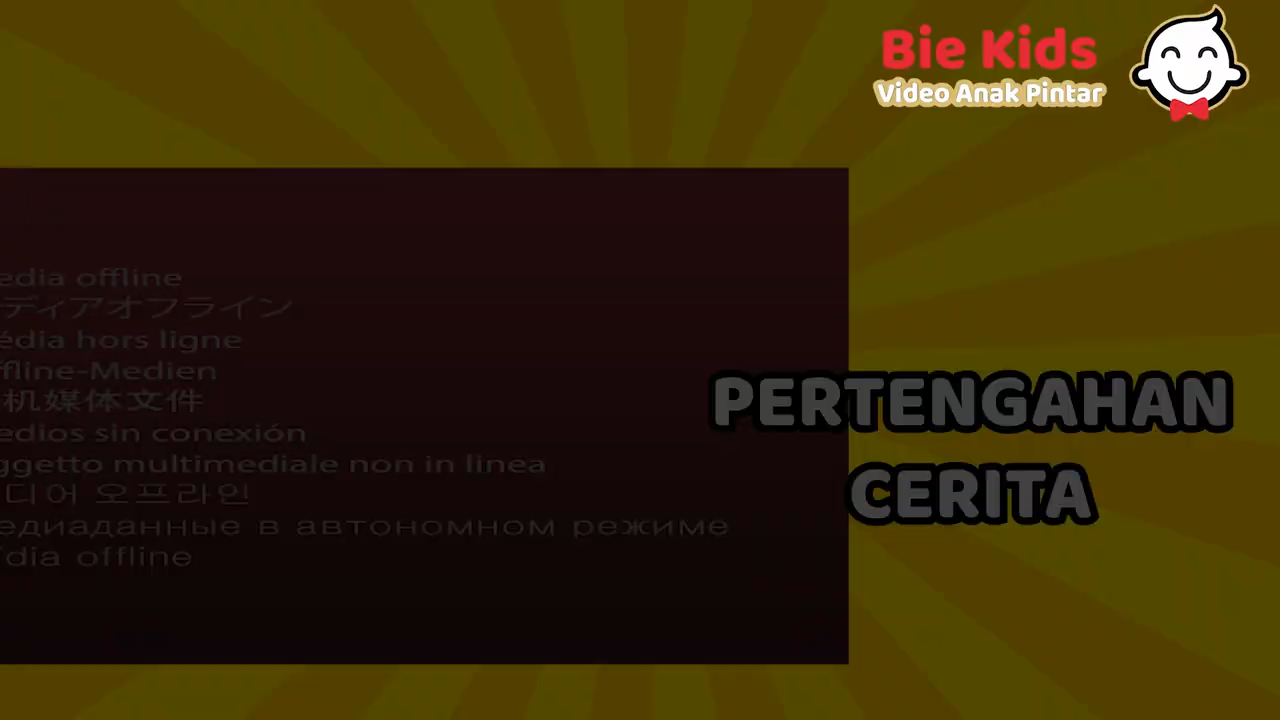 Bie Kids
Video Anak Pintar
edia offline
ディアオフライン
édia hors ligne
ffline-Medien
机媒体文件
edios sin conexión
ggetto multimediale non in linea
디어 오프라인
едиаданные в автономном режиме
dia offline
PERTENGAHAN
CERITA